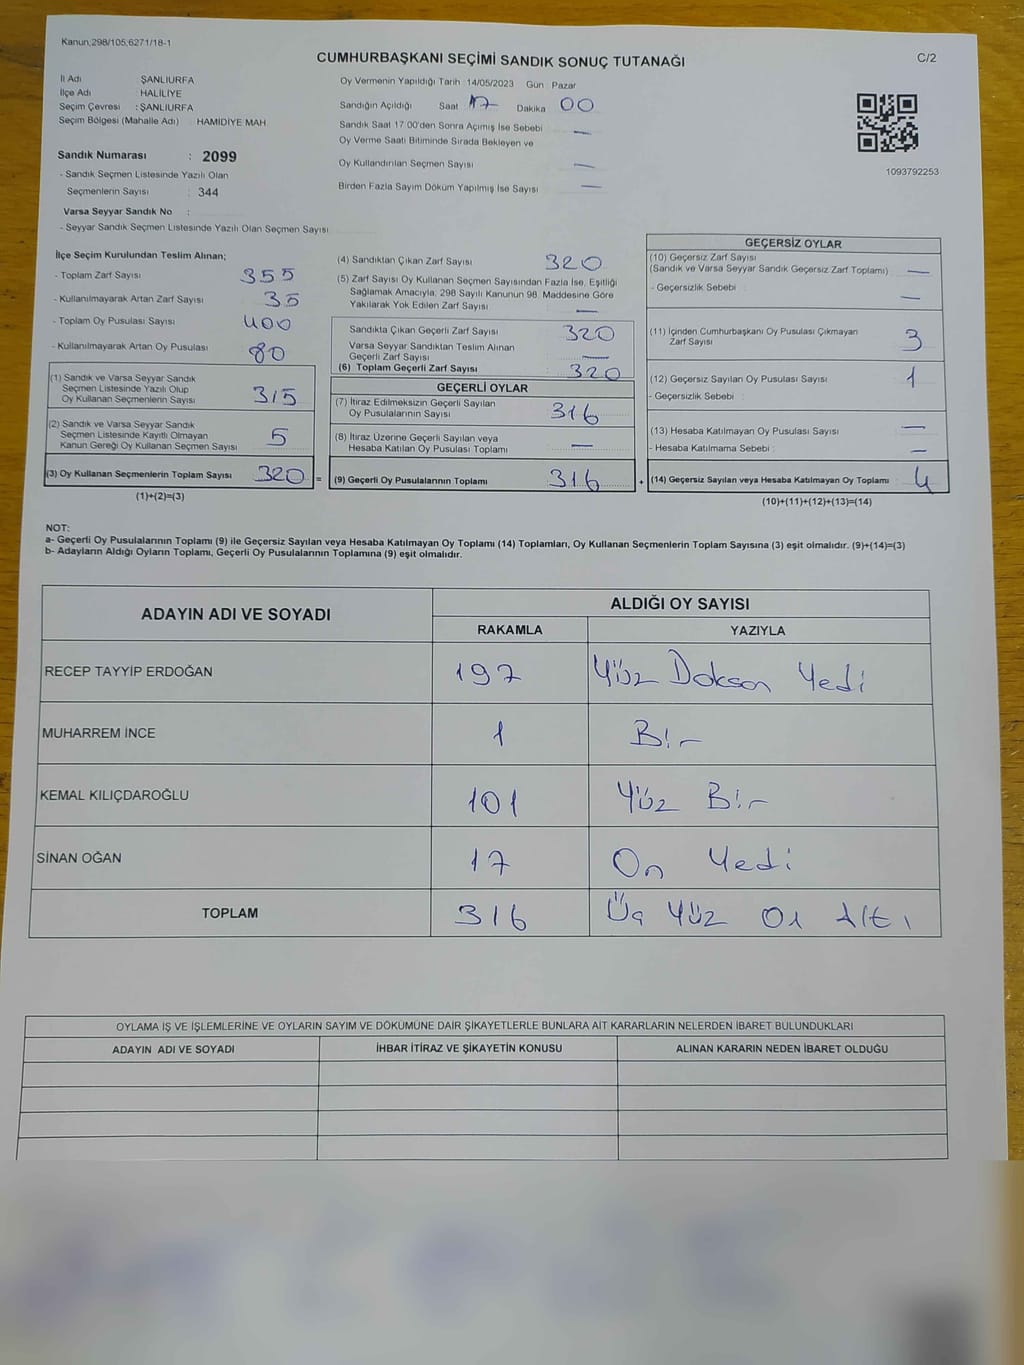 Kanun,298/105,6271/18-1
CUMHURBAŞKANI SEÇİMİ SANDIK SONUÇ TUTANAĞI
C/2
İl Adı ŞANLIURFA
İlçe Adı : HALİLİYE
Seçim Çevresi : ŞANLIURFA
Seçim Bölgesi (Mahalle Adı) : HAMİDİYE MAH
Sandık Numarası : 2099
- Sandık Seçmen Listesinde Yazılı Olan
Seçmenlerin Sayısı : 344
Varsa Seyyar Sandık No :
- Seyyar Sandık Seçmen Listesinde Yazılı Olan Seçmen Sayısı
Oy Vermenin Yapıldığı Tarih 14/05/2023 Gün Pazar
Sandığın Açıldığı Saat 17 Dakika 00
Sandık Saat 17:00'den Sonra Açımış İse Sebebi —
Oy Verme Saati Bitiminde Sırada Bekleyen ve
Oy Kullandırılan Seçmen Sayısı —
Birden Fazla Sayım Döküm Yapılmış İse Sayısı —
1093792253
İlçe Seçim Kurulundan Teslim Alınan;
- Toplam Zarf Sayısı 355
- Kullanılmayarak Artan Zarf Sayısı 35
- Toplam Oy Pusulası Sayısı 400
- Kullanılmayarak Artan Oy Pusulası 80
(1) Sandık ve Varsa Seyyar Sandık
Seçmen Listesinde Yazılı Olup
Oy Kullanan Seçmenlerin Sayısı 315
(2) Sandık ve Varsa Seyyar Sandık
Seçmen Listesinde Kayıtlı Olmayan
Kanun Gereği Oy Kullanan Seçmen Sayısı 5
(3) Oy Kullanan Seçmenlerin Toplam Sayısı 320 =
(1)+(2)=(3)
(4) Sandıktan Çıkan Zarf Sayısı 320
(5) Zarf Sayısı Oy Kullanan Seçmen Sayısından Fazla İse, Eşitliği
Sağlamak Amacıyla, 298 Sayılı Kanunun 98. Maddesine Göre
Yakılarak Yok Edilen Zarf Sayısı —
Sandıkta Çıkan Geçerli Zarf Sayısı 320
Varsa Seyyar Sandıktan Teslim Alınan
Geçerli Zarf Sayısı —
(6) Toplam Geçerli Zarf Sayısı : 320
GEÇERLİ OYLAR
(7) İtiraz Edilmeksizin Geçerli Sayılan
Oy Pusulalarının Sayısı 316
(8) İtiraz Üzerine Geçerli Sayılan veya
Hesaba Katılan Oy Pusulası Toplamı —
(9) Geçerli Oy Pusulalarının Toplamı 316 +
GEÇERSİZ OYLAR
(10) Geçersiz Zarf Sayısı
(Sandık ve Varsa Seyyar Sandık Geçersiz Zarf Toplamı) —
- Geçersizlik Sebebi : —
(11) İçinden Cumhurbaşkanı Oy Pusulası Çıkmayan
Zarf Sayısı 3
(12) Geçersiz Sayılan Oy Pusulası Sayısı 1
- Geçersizlik Sebebi :
(13) Hesaba Katılmayan Oy Pusulası Sayısı —
- Hesaba Katılmama Sebebi : —
(14) Geçersiz Sayılan veya Hesaba Katılmayan Oy Toplamı : 4
(10)+(11)+(12)+(13)=(14)
NOT:
a- Geçerli Oy Pusulalarının Toplamı (9) ile Geçersiz Sayılan veya Hesaba Katılmayan Oy Toplamı (14) Toplamları, Oy Kullanan Seçmenlerin Toplam Sayısına (3) eşit olmalıdır. (9)+(14)=(3)
b- Adayların Aldığı Oyların Toplamı, Geçerli Oy Pusulalarının Toplamına (9) eşit olmalıdır.
ADAYIN ADI VE SOYADI ALDIĞI OY SAYISI
RAKAMLA YAZIYLA
RECEP TAYYİP ERDOĞAN 197 Yüz Doksan Yedi
MUHARREM İNCE 1 Bir
KEMAL KILIÇDAROĞLU 101 Yüz Bir
SİNAN OĞAN 17 On Yedi
TOPLAM 316 Üç Yüz On Altı
OYLAMA İŞ VE İŞLEMLERİNE VE OYLARIN SAYIM VE DÖKÜMÜNE DAİR ŞİKAYETLERLE BUNLARA AİT KARARLARIN NELERDEN İBARET BULUNDUKLARI
ADAYIN ADI VE SOYADI İHBAR İTİRAZ VE ŞİKAYETİN KONUSU ALINAN KARARIN NEDEN İBARET OLDUĞU